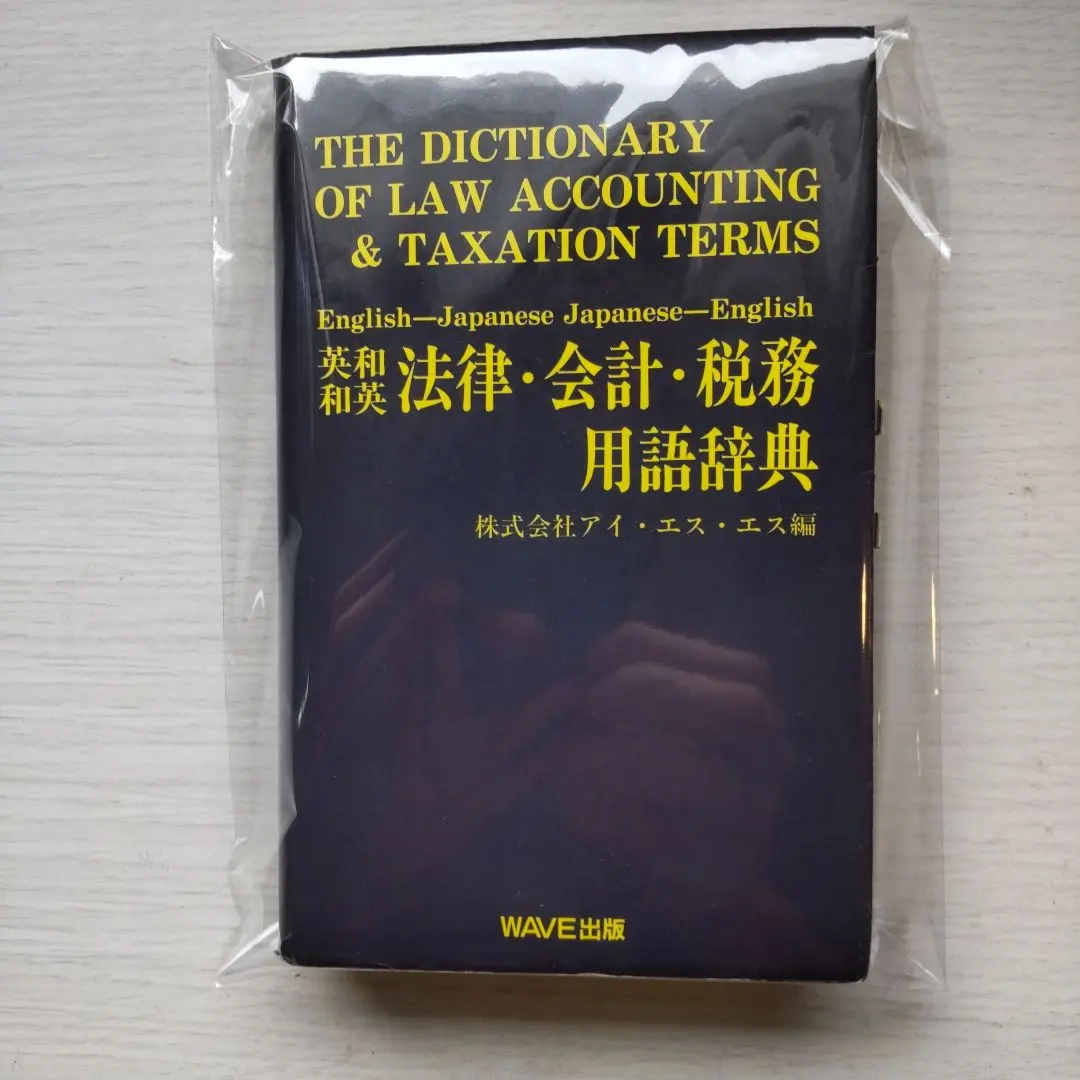 THE DICTIONARY
OF LAW ACCOUNTING
& TAXATION TERMS
English—Japanese Japanese—English
英和
和英
法律・会計・税務
用語辞典
株式会社アイ・エス・エス編
WAVE出版